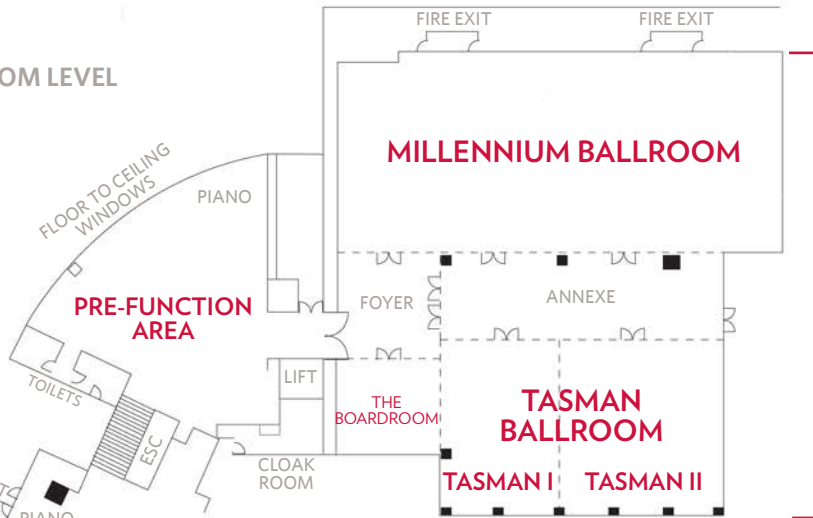 FIRE EXIT
FIRE EXIT
OM LEVEL
MILLENNIUM BALLROOM
FLOOR TO CEILING
WINDOWS
PIANO
PRE-FUNCTION
AREA
FOYER
ANNEXE
TOILETS
LIFT
THE
BOARDROOM
TASMAN
BALLROOM
ESC
CLOAK
ROOM
TASMAN I
TASMAN II
PIANO